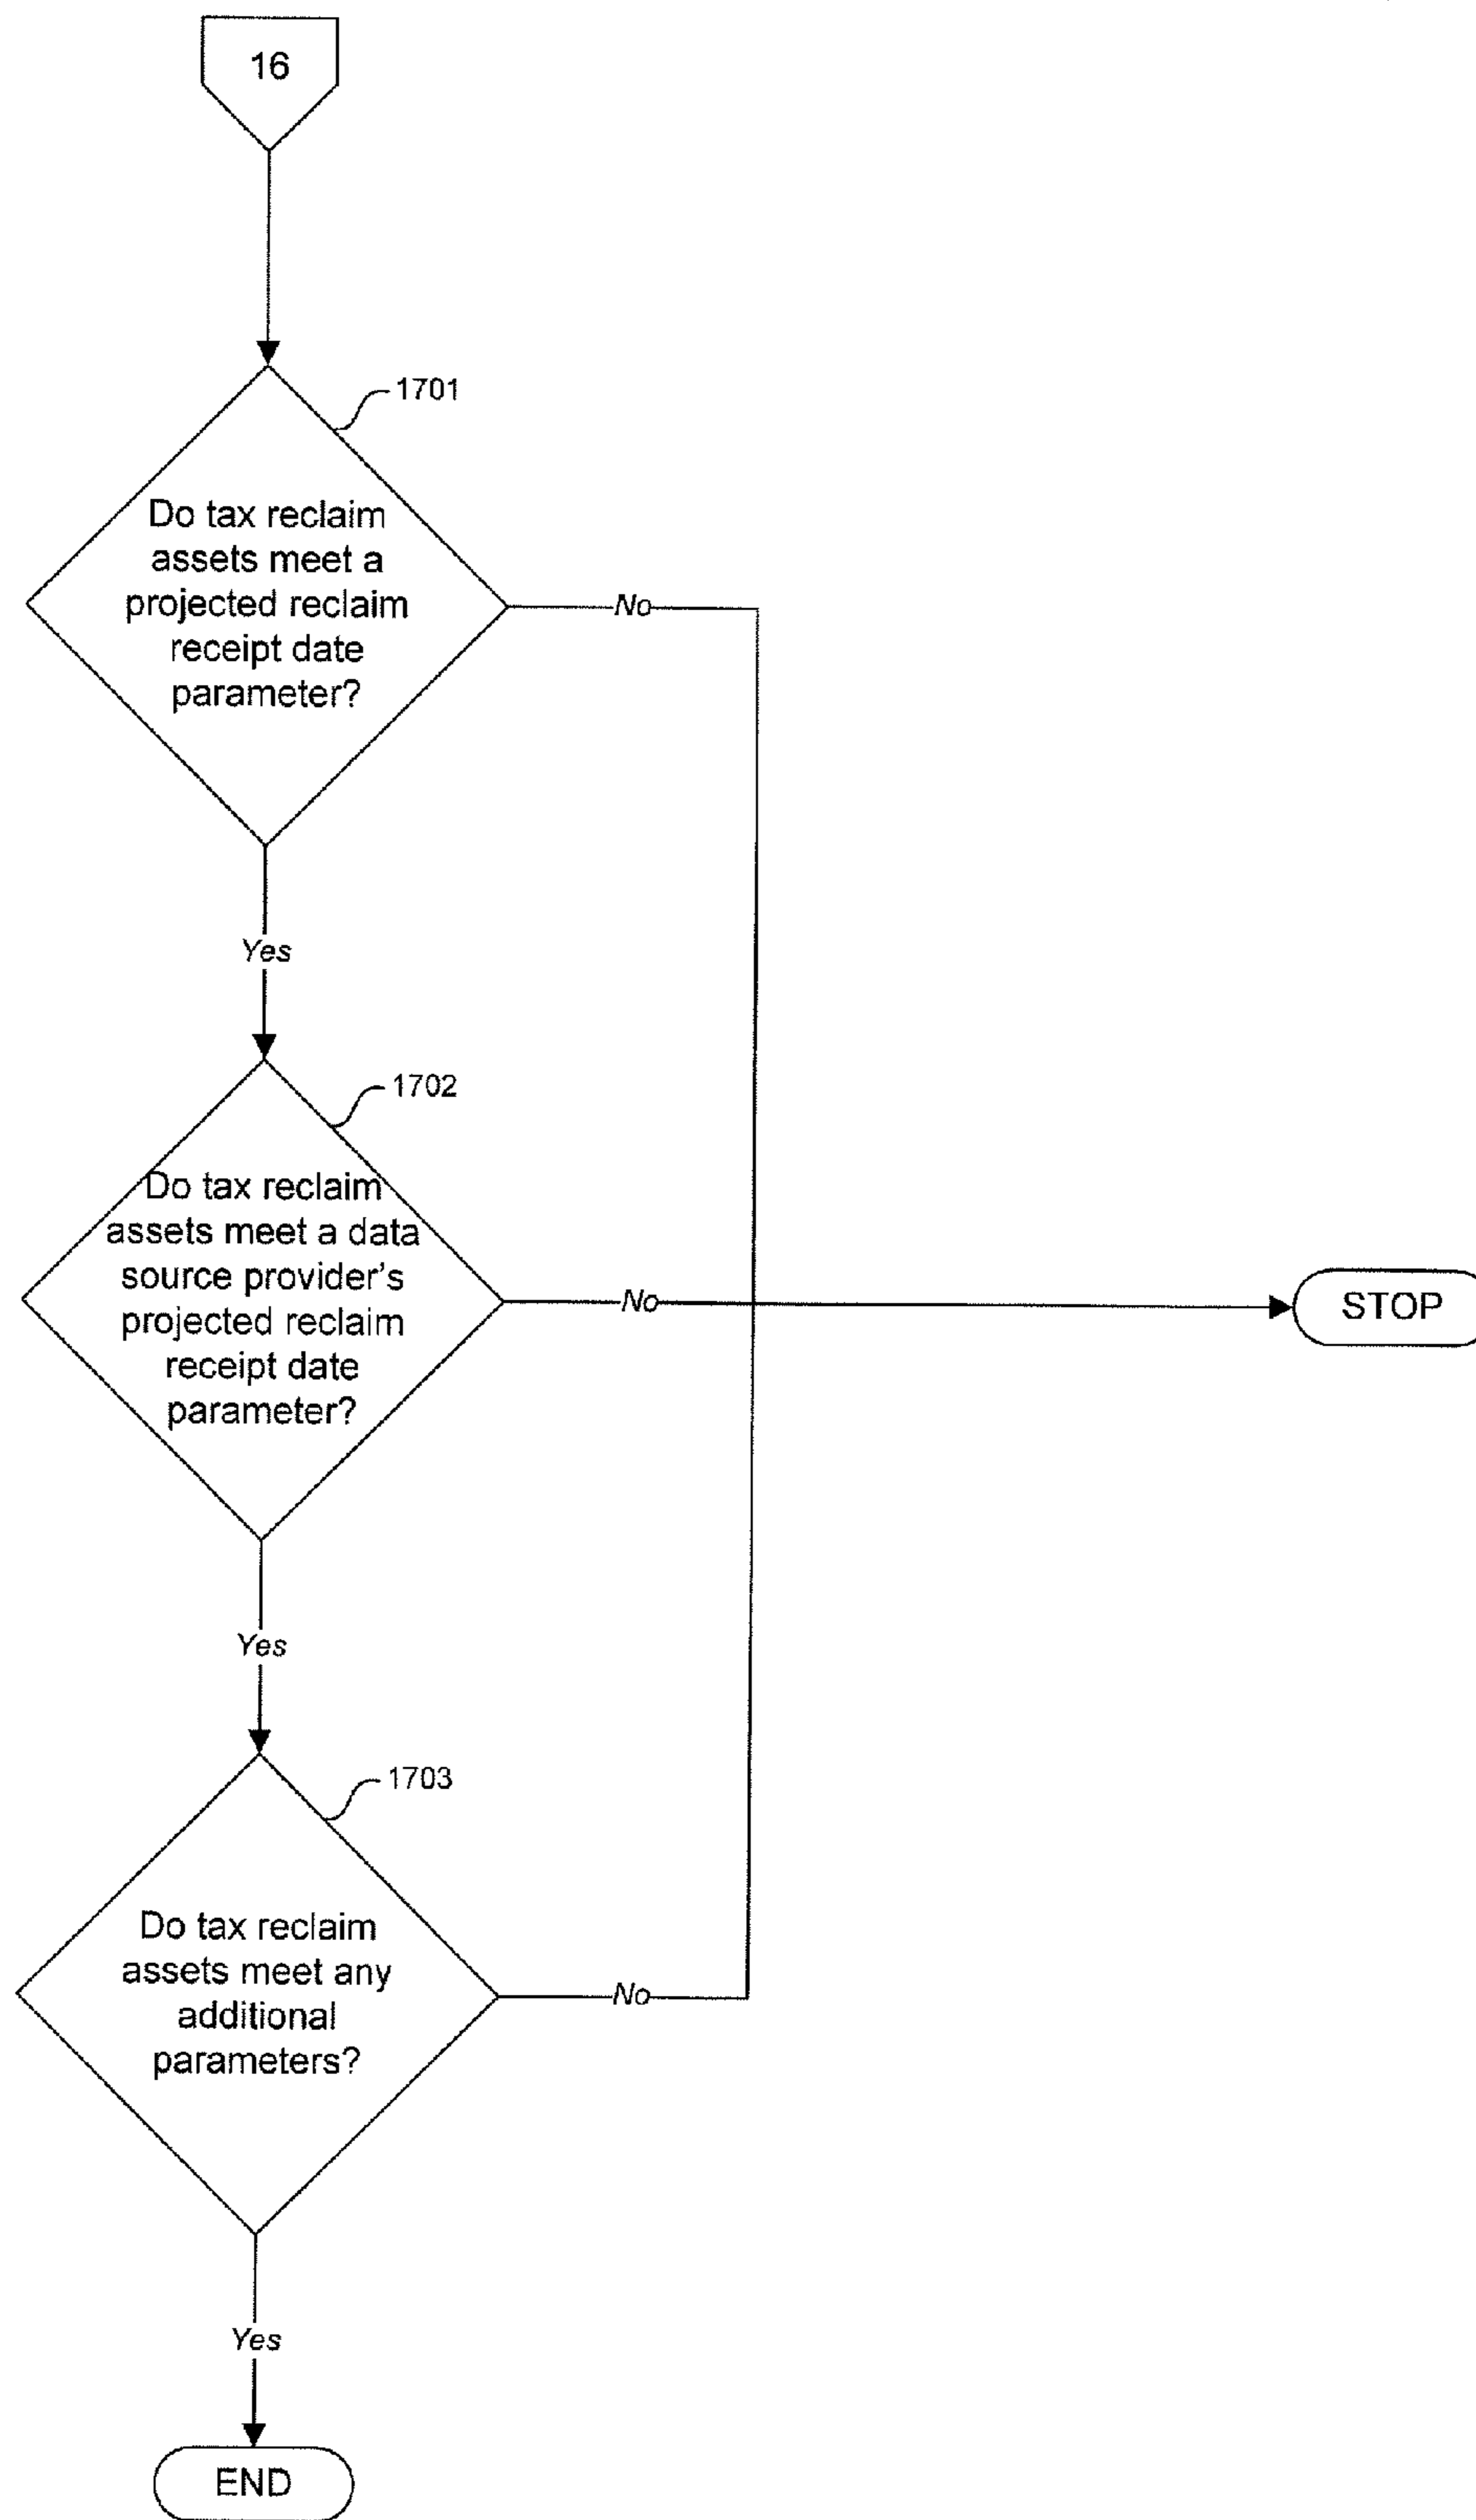 16
1701
Do tax reclaim
assets meet a
projected reclaim
receipt date
parameter?
No
Yes
1702
Do tax reclaim
assets meet a data
source provider's
projected reclaim
receipt date
parameter?
No
STOP
Yes
1703
Do tax reclaim
assets meet any
additional
parameters?
No
Yes
END